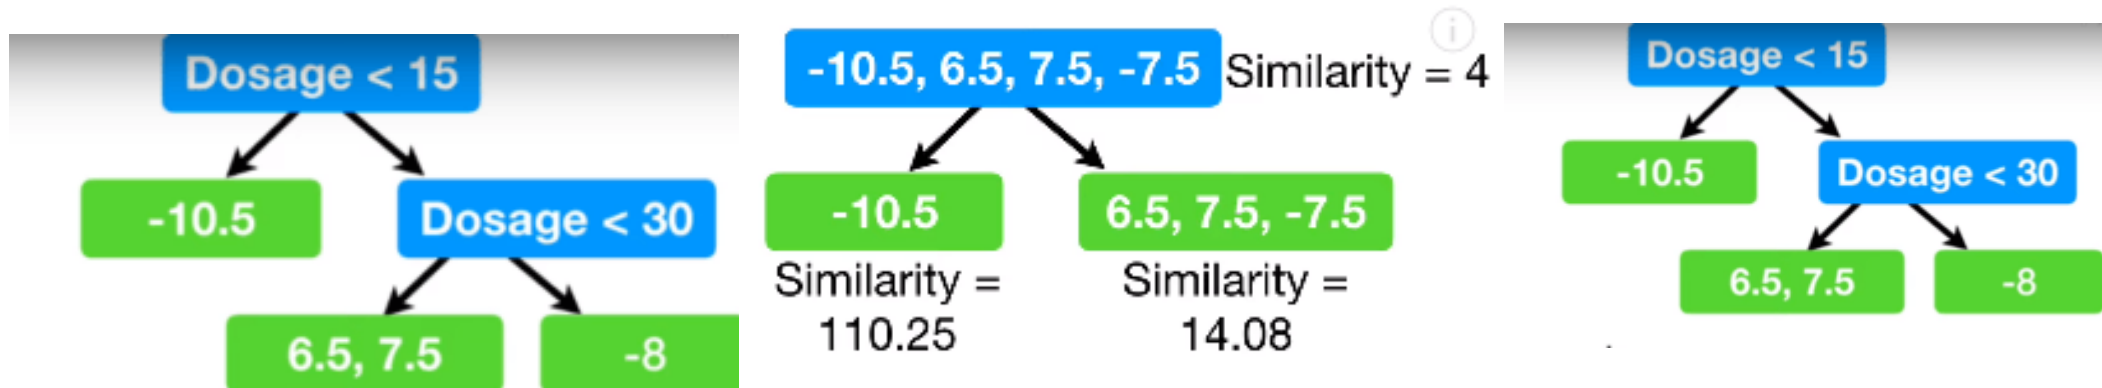 Dosage < 15
-10.5
Dosage < 30
6.5, 7.5
-8
-10.5, 6.5, 7.5, -7.5
Similarity = 4
-10.5
6.5, 7.5, -7.5
Similarity =
110.25
Similarity =
14.08
i
Dosage < 15
-10.5
Dosage < 30
6.5, 7.5
-8